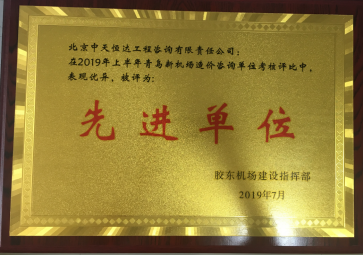 北京中天恒达工程咨询有限责任公司：
在2019年上半年青岛新机场造价咨询单位考核评比中，
表现优异，被评为：
先进单位
胶东机场建设指挥部
2019年7月